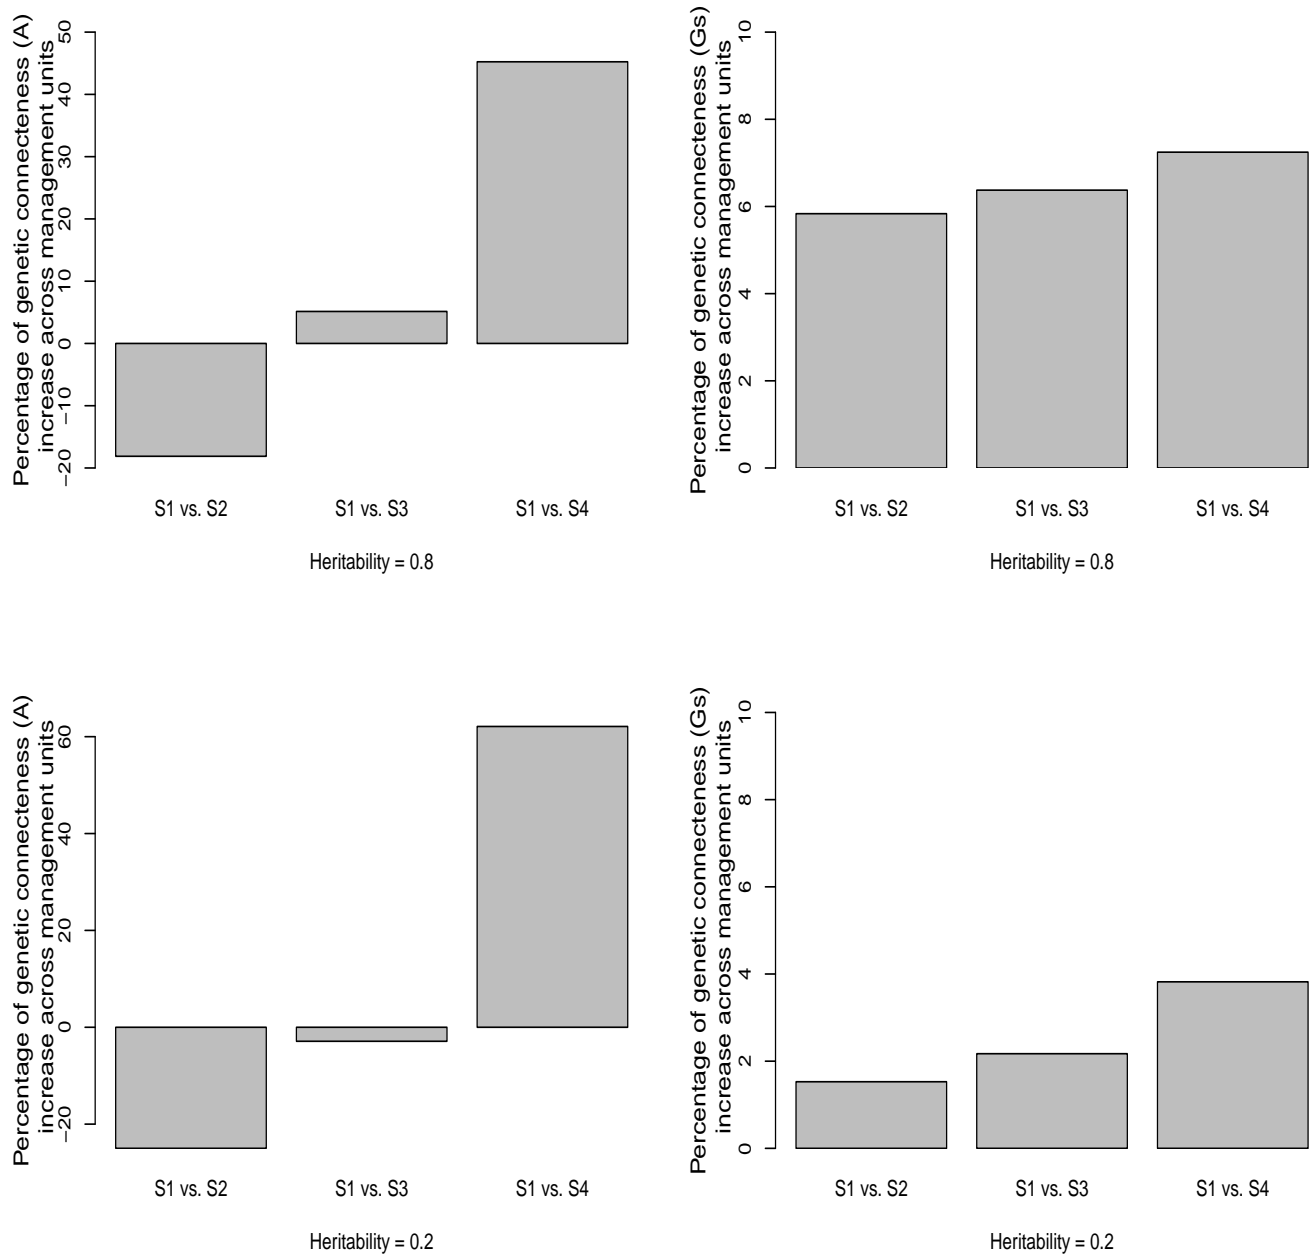 Percentage of genetic connecteness (A)
increase across management units
50
40
30
20
10
0
−10
−20
S1 vs. S2 S1 vs. S3 S1 vs. S4
Heritability = 0.8
Percentage of genetic connecteness (Gs)
increase across management units
10
8
6
4
2
0
S1 vs. S2 S1 vs. S3 S1 vs. S4
Heritability = 0.8
Percentage of genetic connecteness (A)
increase across management units
60
40
20
0
−20
S1 vs. S2 S1 vs. S3 S1 vs. S4
Heritability = 0.2
Percentage of genetic connecteness (Gs)
increase across management units
10
8
6
4
2
0
S1 vs. S2 S1 vs. S3 S1 vs. S4
Heritability = 0.2